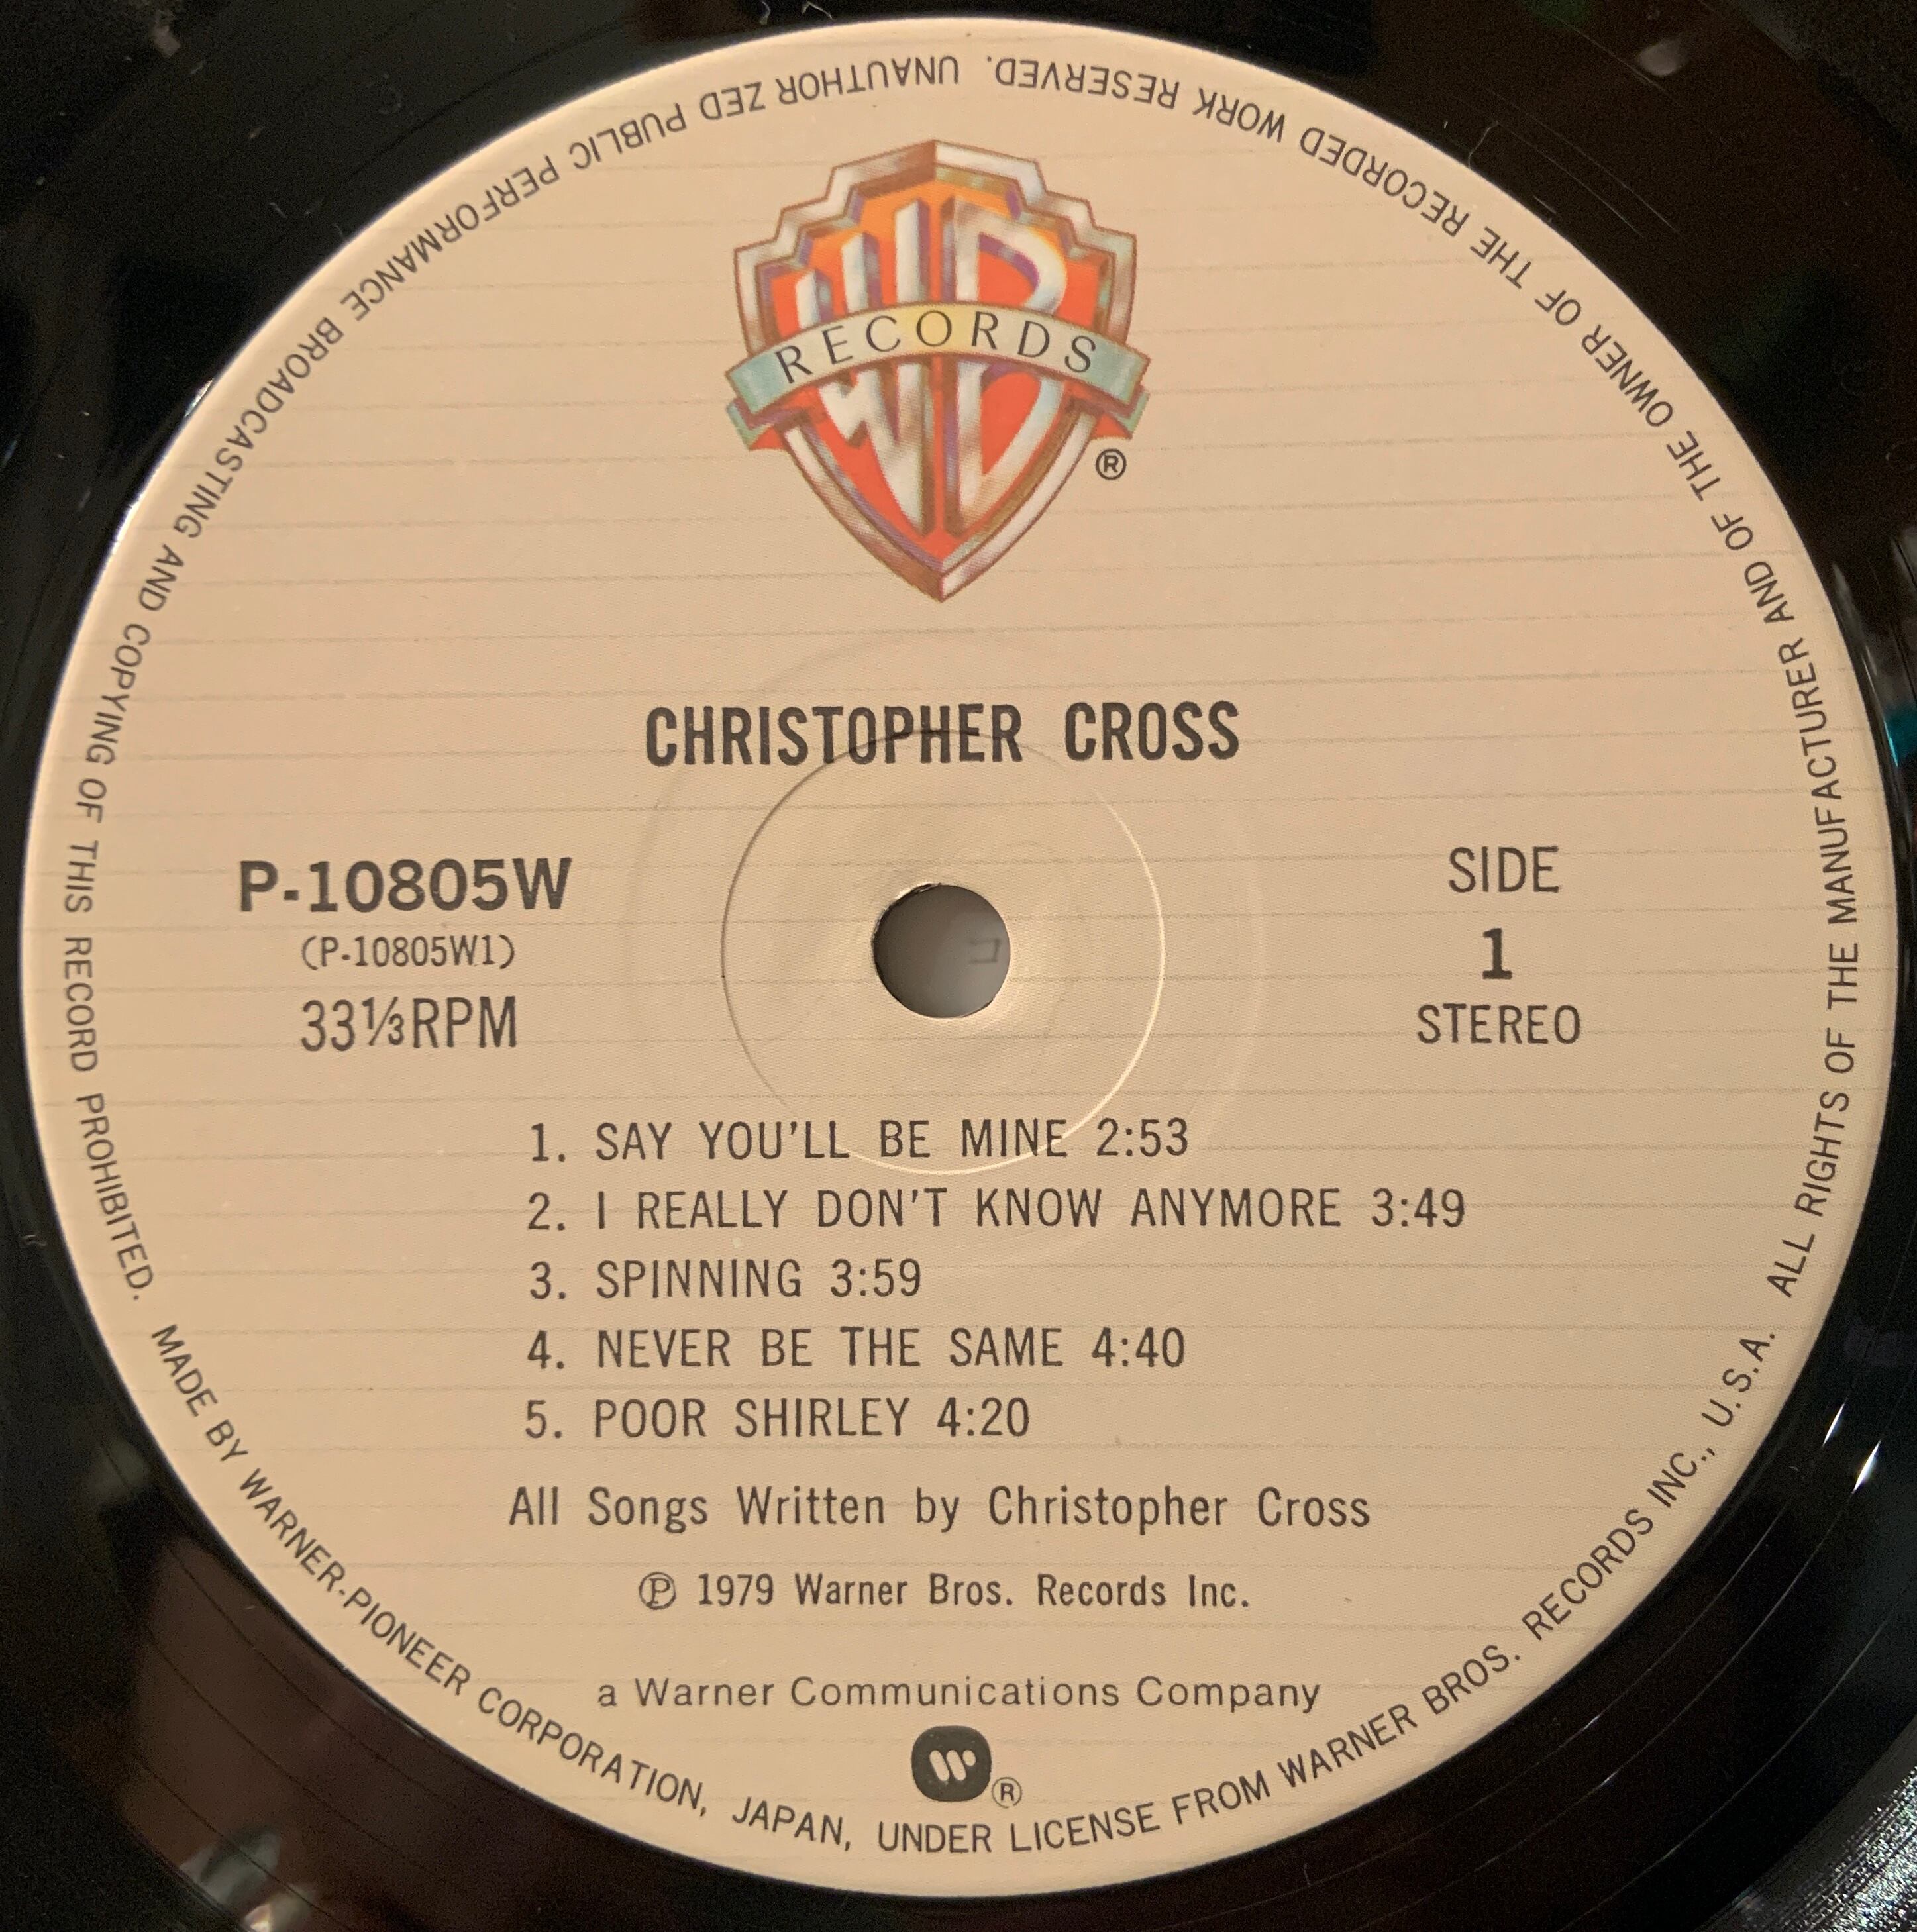 WB
RECORDS
®
CHRISTOPHER CROSS
P-10805W
(P-10805W1)
33⅓RPM
SIDE
1
STEREO
1. SAY YOU'LL BE MINE 2:53
2. I REALLY DON'T KNOW ANYMORE 3:49
3. SPINNING 3:59
4. NEVER BE THE SAME 4:40
5. POOR SHIRLEY 4:20
All Songs Written by Christopher Cross
℗ 1979 Warner Bros. Records Inc.
a Warner Communications Company
W
®
MADE BY WARNER-PIONEER CORPORATION, JAPAN, UNDER LICENSE FROM WARNER BROS. RECORDS INC., U.S.A. ALL RIGHTS OF THE MANUFACTURER AND OF THE OWNER OF THE RECORDED WORK RESERVED. UNAUTHOR ZED PUBLIC PERFORMANCE BROADCASTING AND COPYING OF THIS RECORD PROHIBITED.